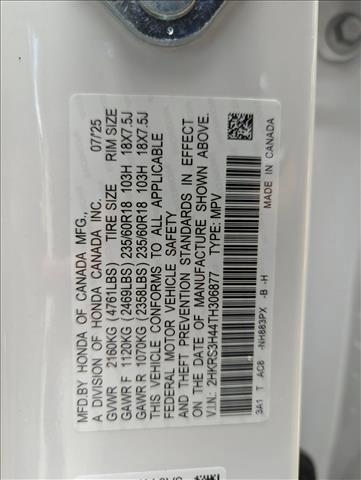 MFD.BY HONDA OF CANADA MFG.,
A DIVISION OF HONDA CANADA INC. 07/25
GVWR 2160KG (4761LBS) TIRE SIZE RIM SIZE
GAWR F 1120KG (2469LBS) 235/60R18 103H 18X7.5J
GAWR R 1070KG (2358LBS) 235/60R18 103H 18X7.5J
THIS VEHICLE CONFORMS TO ALL APPLICABLE
FEDERAL MOTOR VEHICLE SAFETY
AND THEFT PREVENTION STANDARDS IN EFFECT
ON THE DATE OF MANUFACTURE SHOWN ABOVE.
V.I.N.: 2HKRS3H44TH306877 TYPE: MPV
3A1 T AC8 -NH883PX -B -H MADE IN CANADA